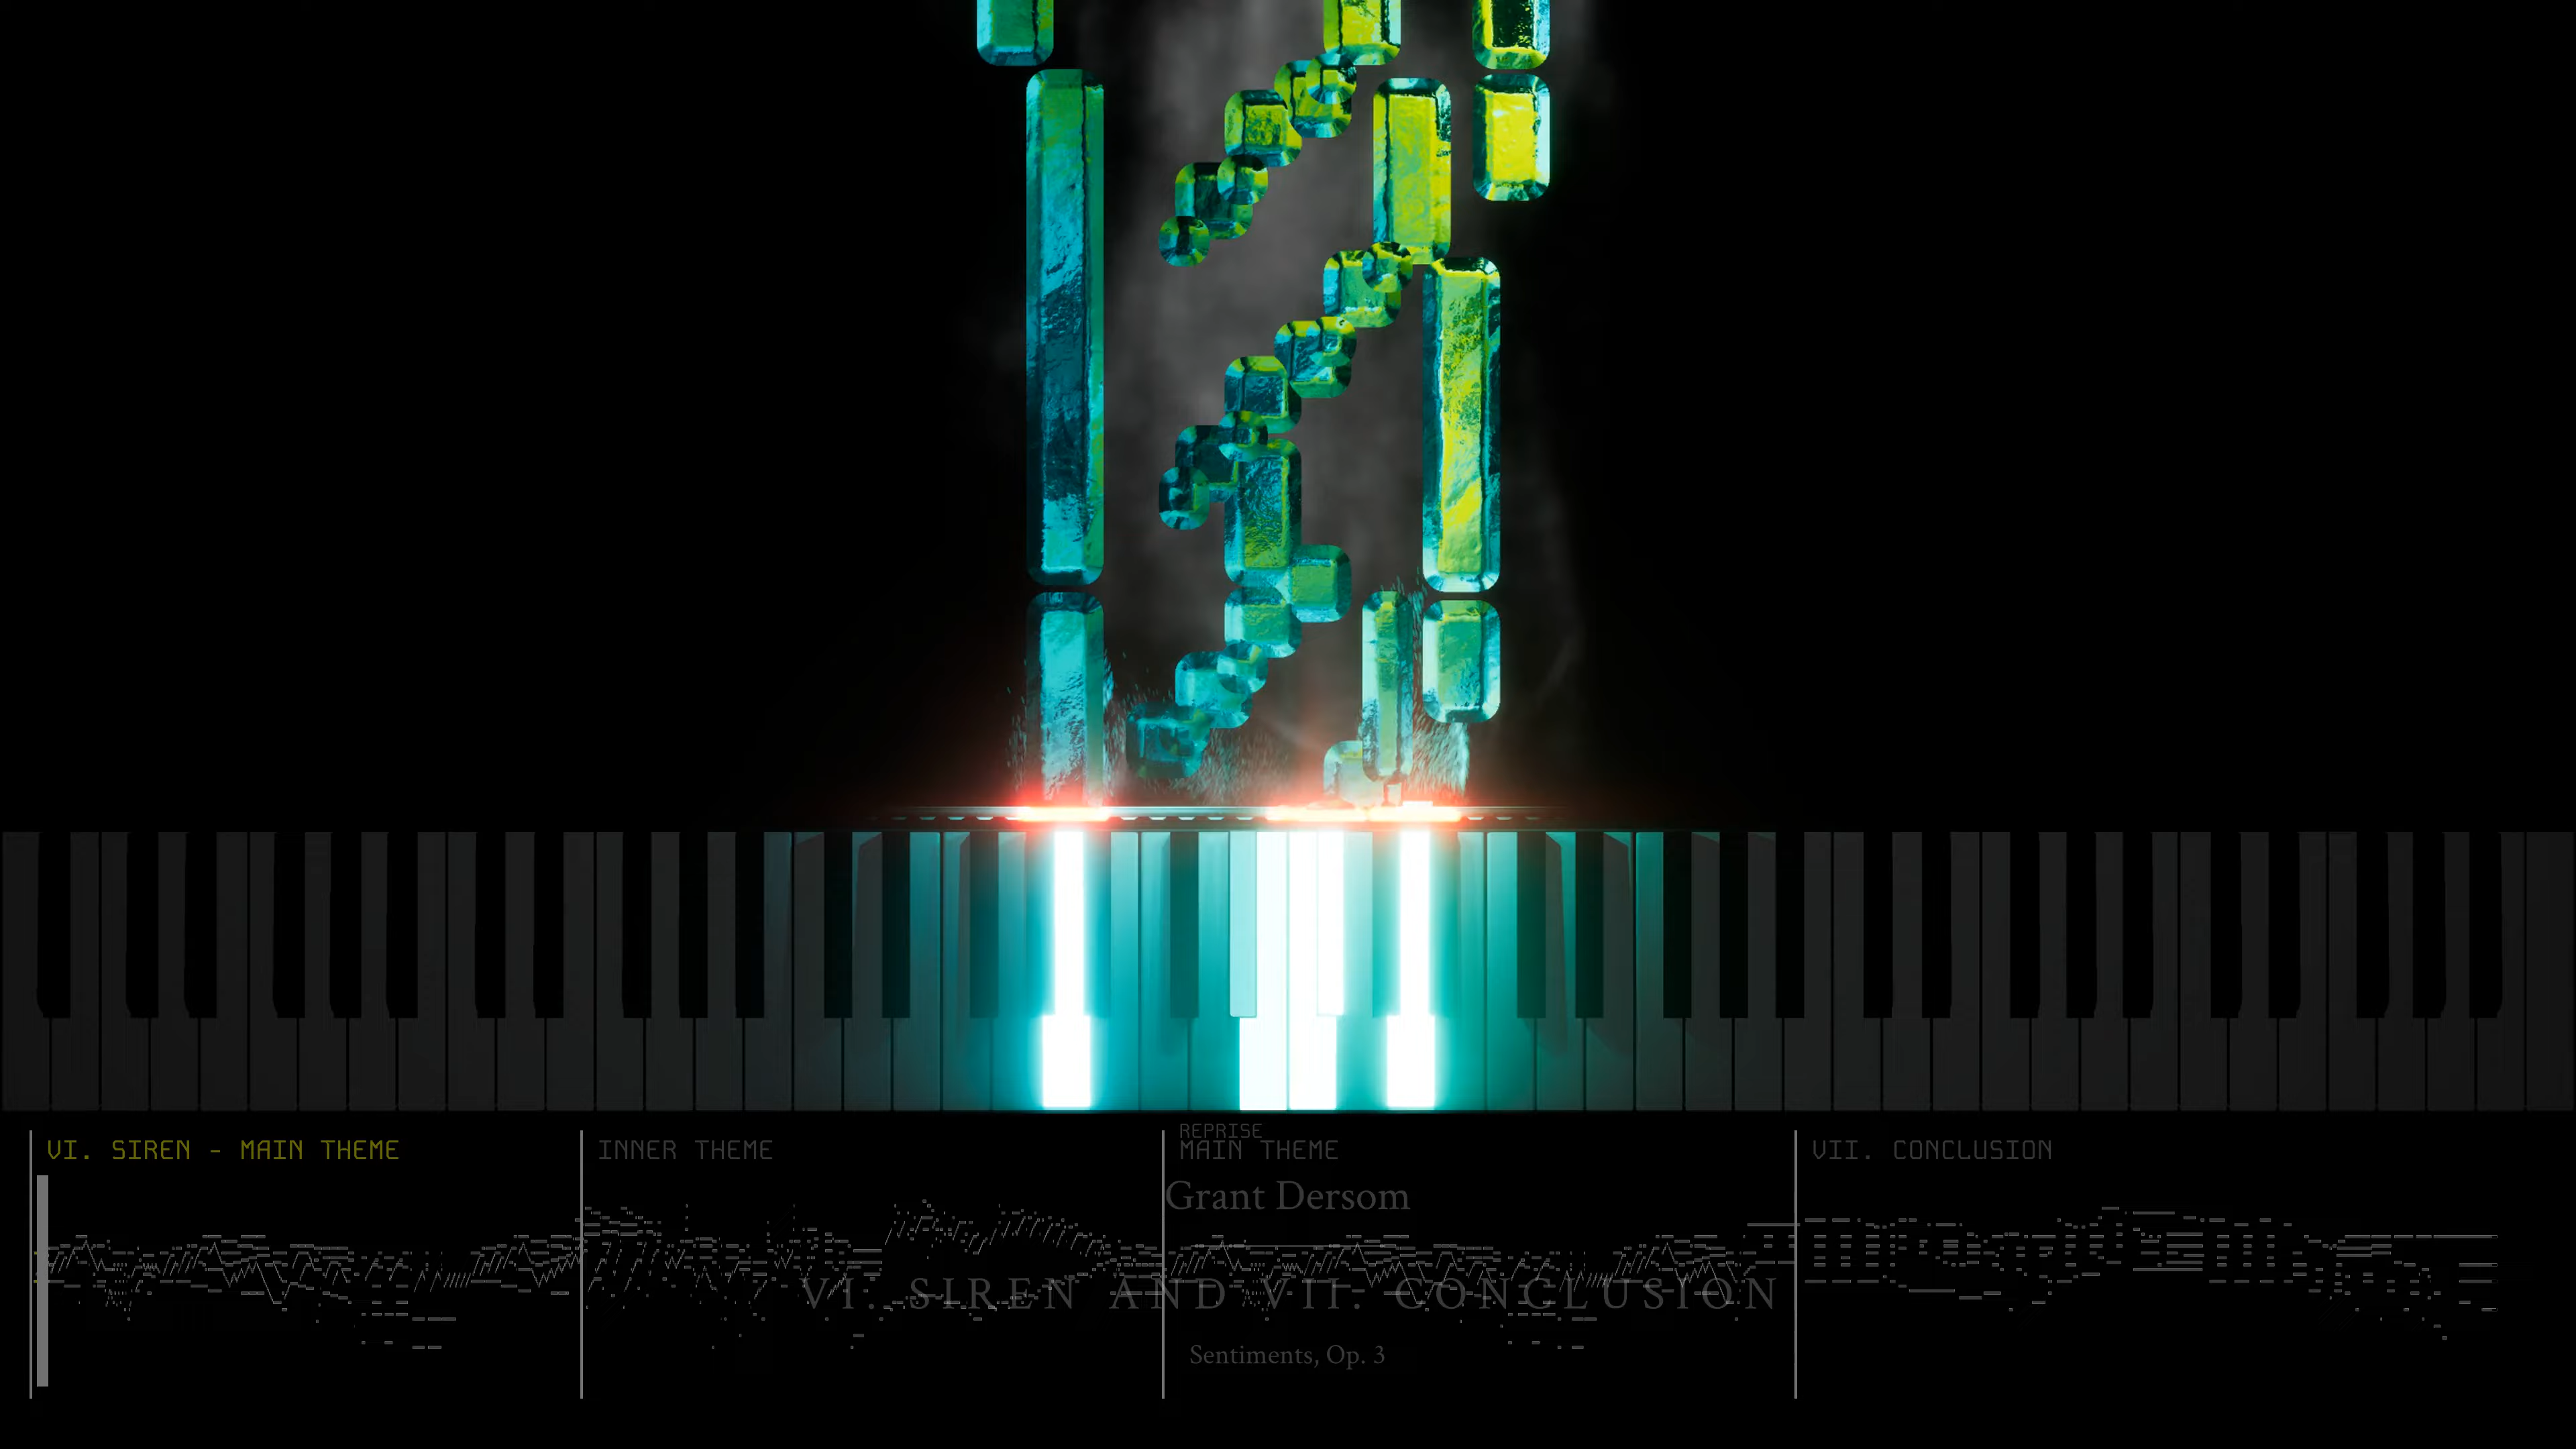 VI. SIREN - MAIN THEME
INNER THEME
REPRISE
MAIN THEME
VII. CONCLUSION
Grant Dersom
VI. SIREN AND VII. CONCLUSION
Sentiments, Op. 3